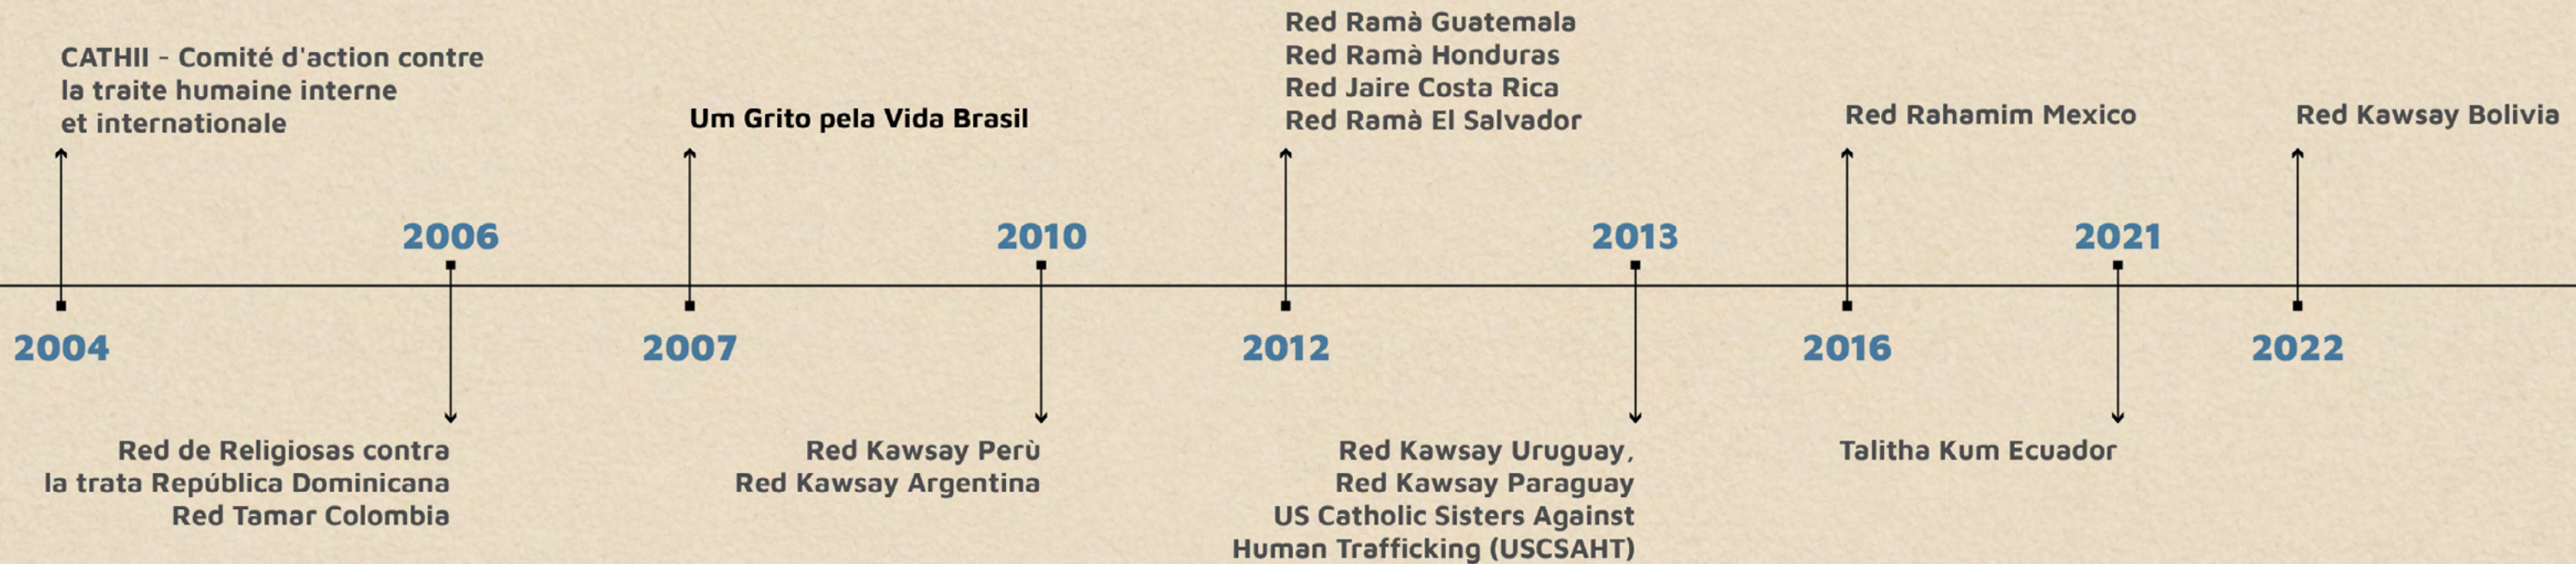 CATHII - Comité d'action contre
la traite humaine interne
et internationale
2004
2006
Red de Religiosas contra
la trata República Dominicana
Red Tamar Colombia
Um Grito pela Vida Brasil
2007
2010
Red Kawsay Perù
Red Kawsay Argentina
Red Ramà Guatemala
Red Ramà Honduras
Red Jaire Costa Rica
Red Ramà El Salvador
2012
2013
Red Kawsay Uruguay,
Red Kawsay Paraguay
US Catholic Sisters Against
Human Trafficking (USCSAHT)
Red Rahamim Mexico
2016
2021
Talitha Kum Ecuador
Red Kawsay Bolivia
2022